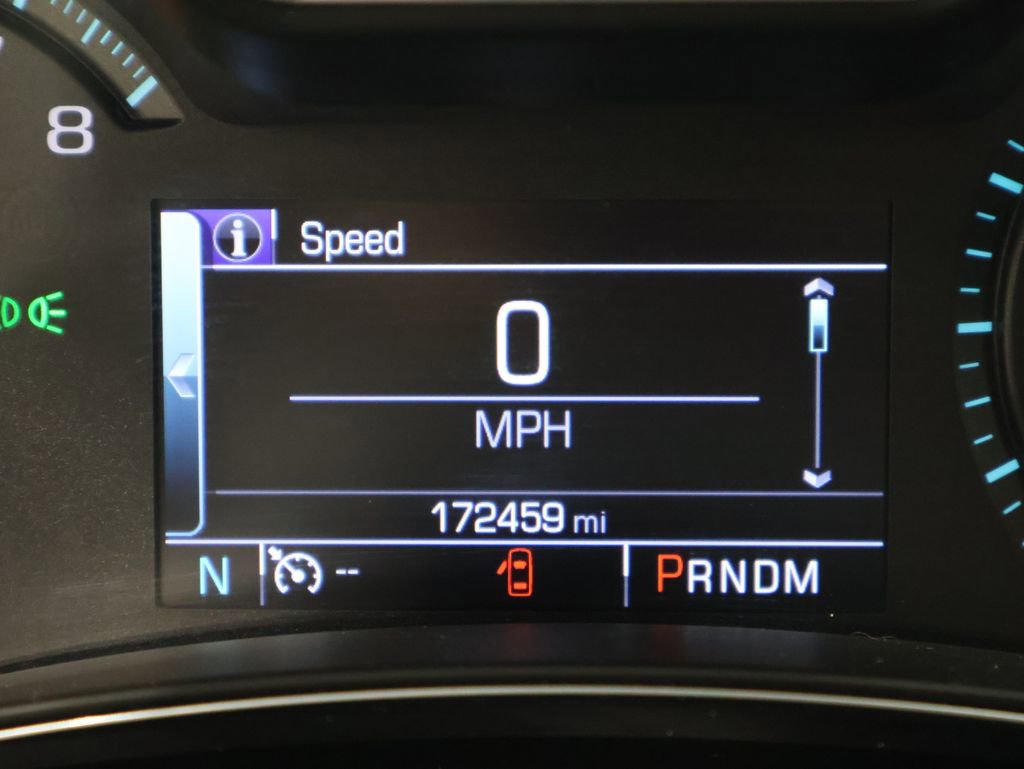 8
i Speed
0
MPH
172459 mi
N -- PRNDM